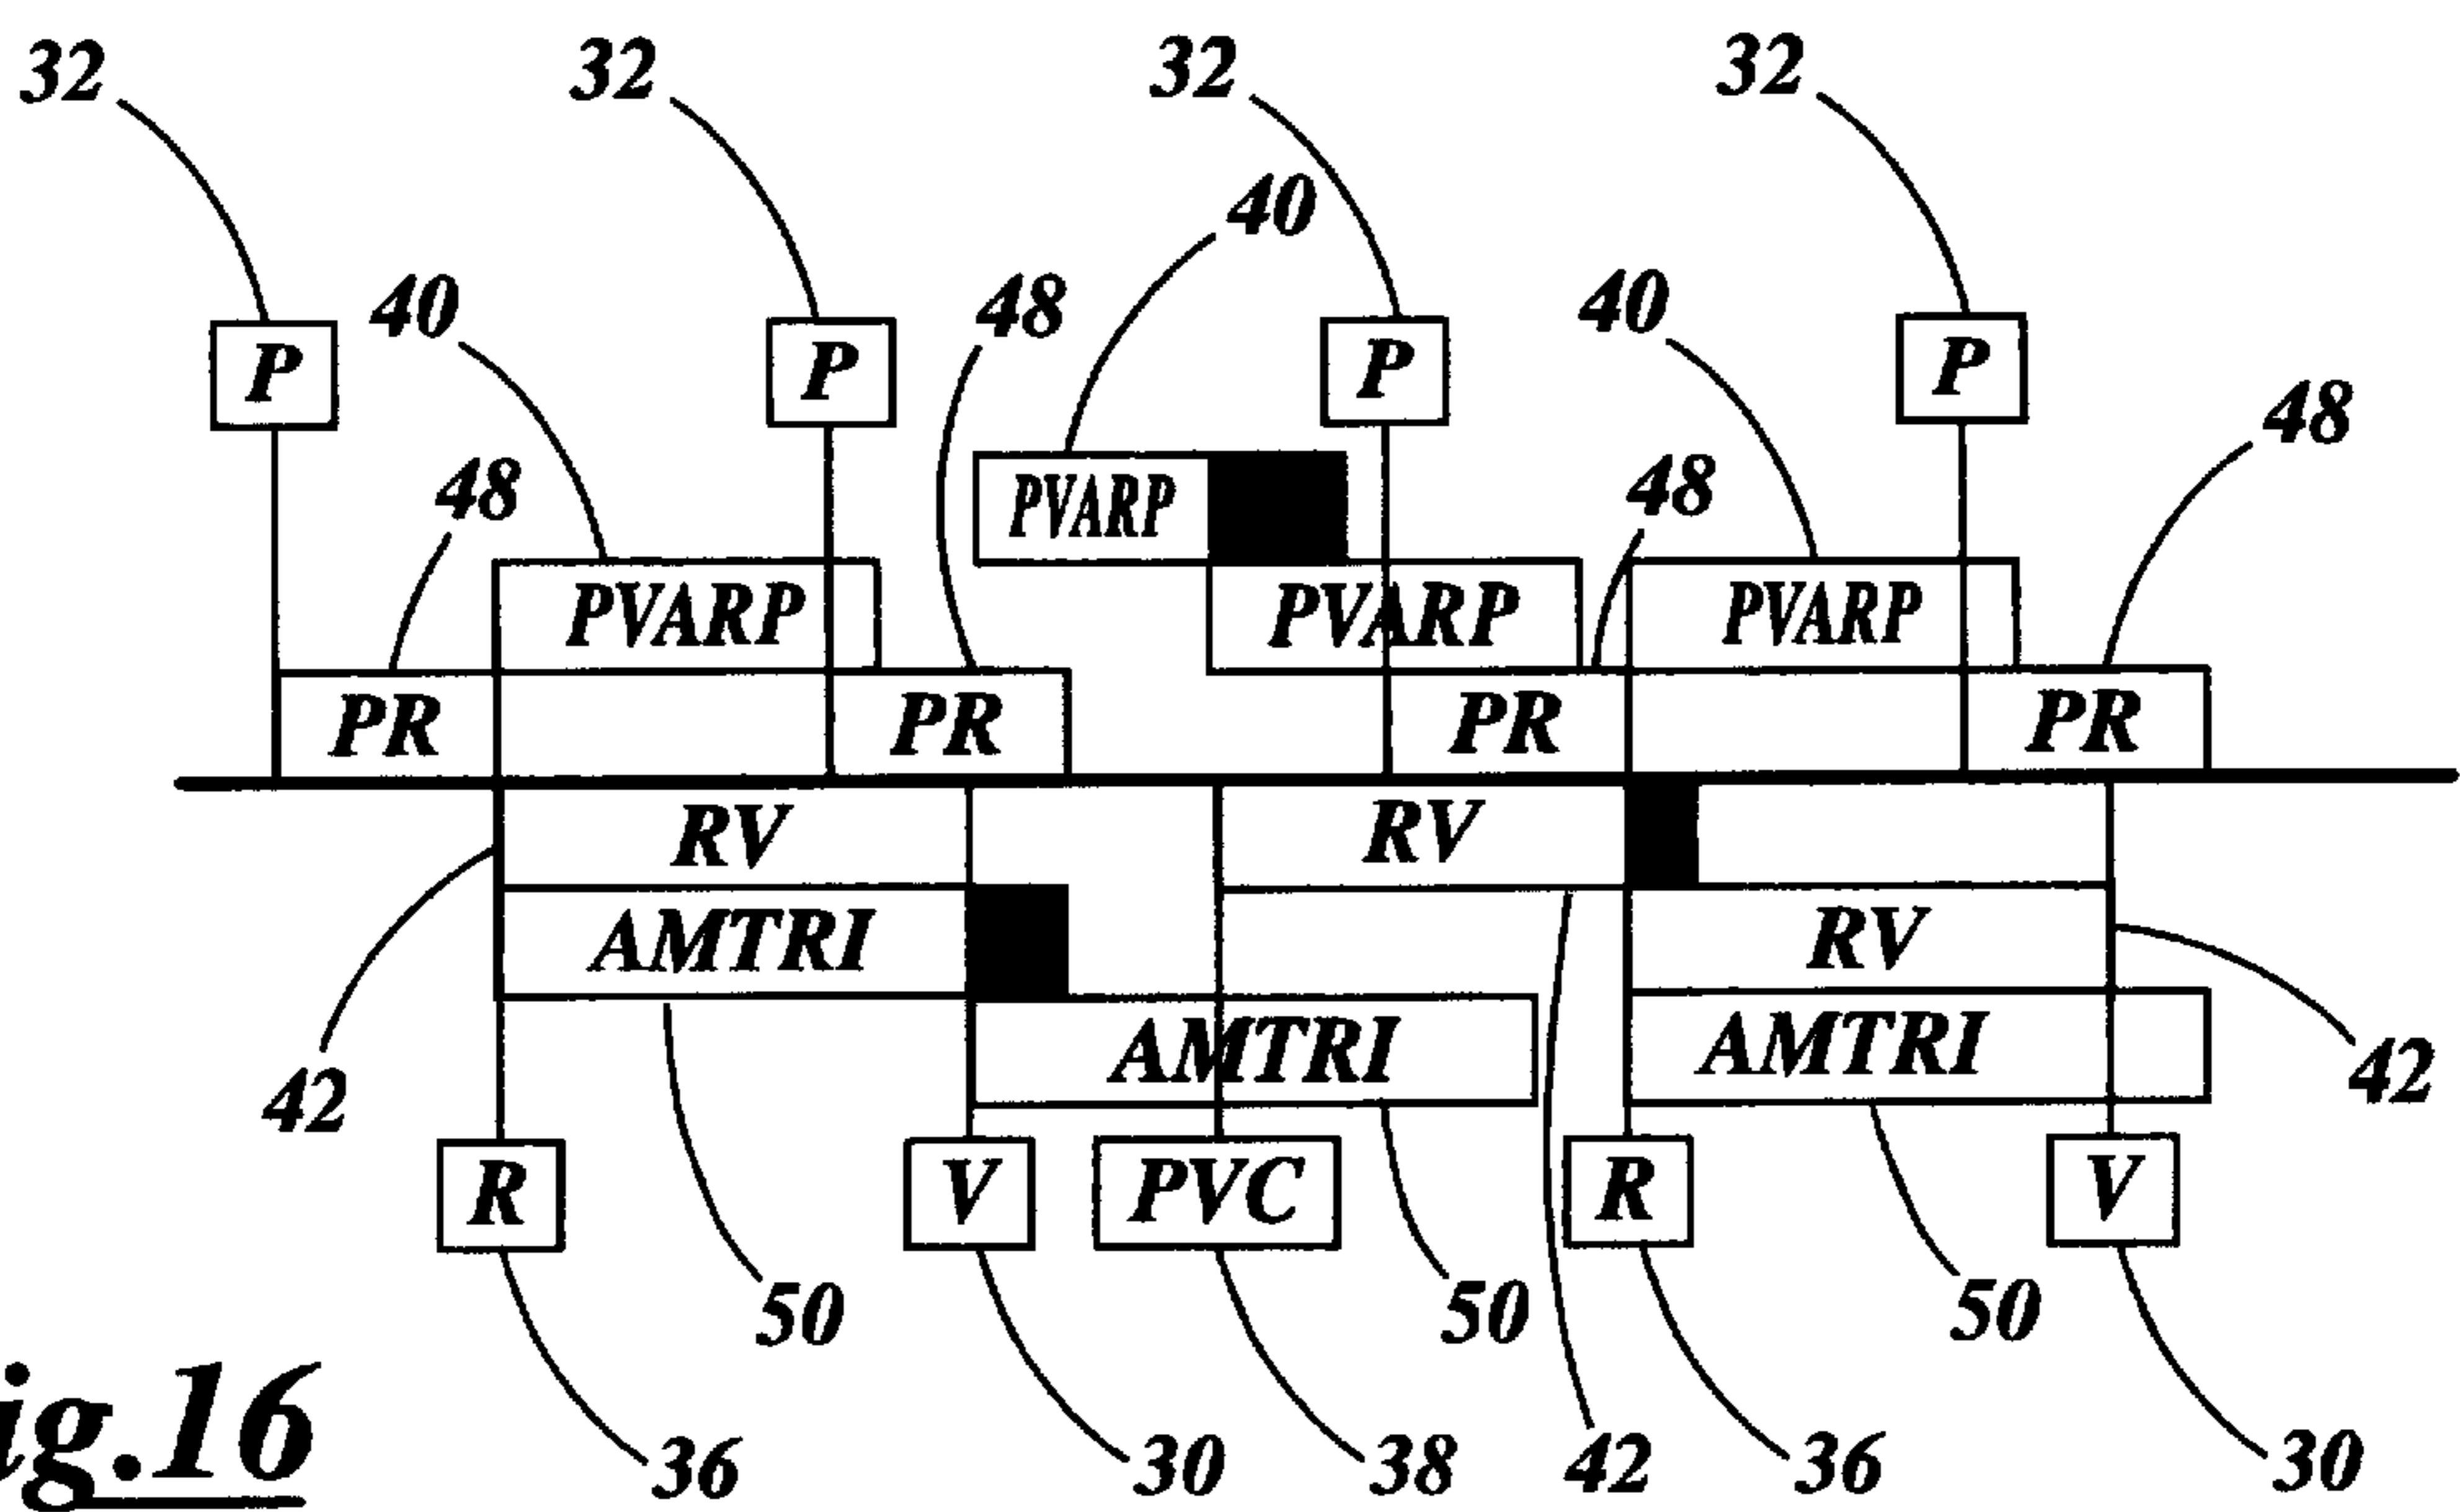 32 32 32 32
40
40 48 40
P P P P
48
48 PVARP 48
PVARP PVARP PVARP
PR PR PR PR
RV RV
AMTRI RV
AMTRI AMTRI
42 42
R V PVC R V
50 50 50
36 30 38 42 36 30
ig.16